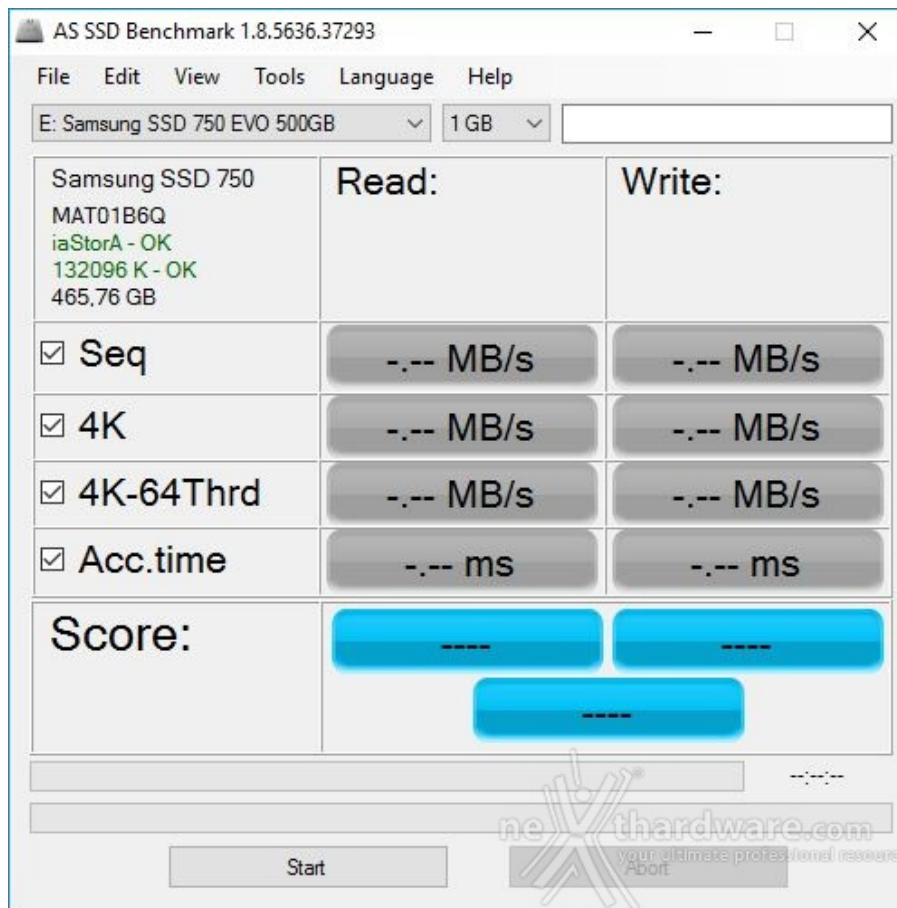 AS SSD Benchmark 1.8.5636.37293
File Edit View Tools Language Help
E: Samsung SSD 750 EVO 500GB 1 GB
Samsung SSD 750 Read: Write:
MAT01B6Q
iaStorA - OK
132096 K - OK
465,76 GB
Seq -.-- MB/s -.-- MB/s
4K -.-- MB/s -.-- MB/s
4K-64Thrd -.-- MB/s -.-- MB/s
Acc.time -.-- ms -.-- ms
Score: ---- ----
----
--:--:--
nexthardware.com
your ultimate professional resource
Start Abort